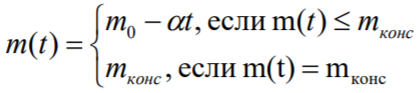 m(t) = { m₀ − αt, если m(t) ≤ m_конс
m_конс, если m(t) = m_конс